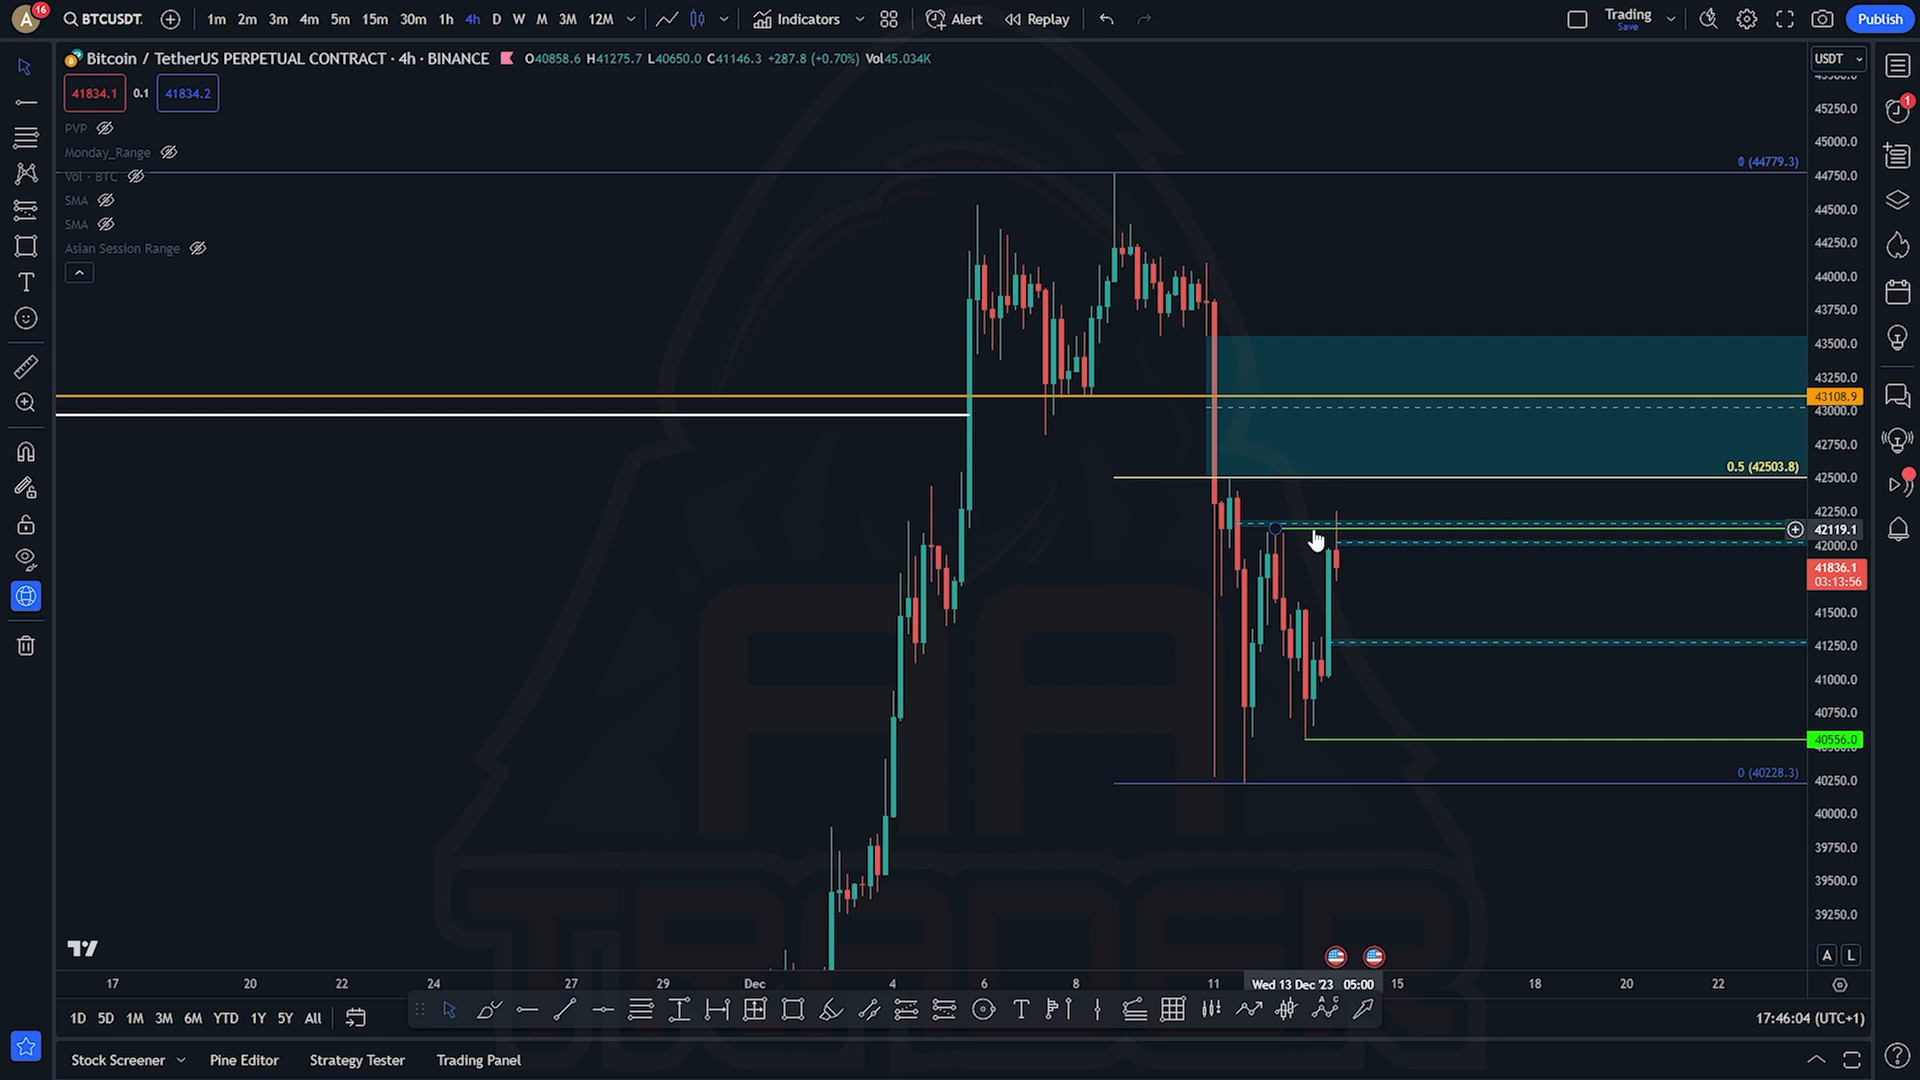 A 16 BTCUSDT. 1m 2m 3m 4m 5m 15m 30m 1h 4h D W M 3M 12M Indicators Alert Replay Trading Save Publish
Bitcoin / TetherUS PERPETUAL CONTRACT · 4h · BINANCE O40858.6 H41275.7 L40650.0 C41146.3 +287.8 (+0.70%) Vol45.034K USDT
41834.1 0.1 41834.2
PVP
Monday_Range
Vol · BTC
SMA
SMA
Asian Session Range
45250.0
45000.0
0 (44779.3)
44750.0
44500.0
44250.0
44000.0
43750.0
43500.0
43250.0
43108.9
43000.0
42750.0
0.5 (42503.8)
42500.0
42250.0
42119.1
42000.0
41836.1
03:13:56
41500.0
41250.0
41000.0
40750.0
40556.0
0 (40228.3)
40250.0
40000.0
39750.0
39500.0
39250.0
AA
TRADER
A L
17 20 22 24 27 29 Dec 4 6 8 11 Wed 13 Dec '23 05:00 15 18 20 22
1D 5D 1M 3M 6M YTD 1Y 5Y All 17:46:04 (UTC+1)
Stock Screener Pine Editor Strategy Tester Trading Panel